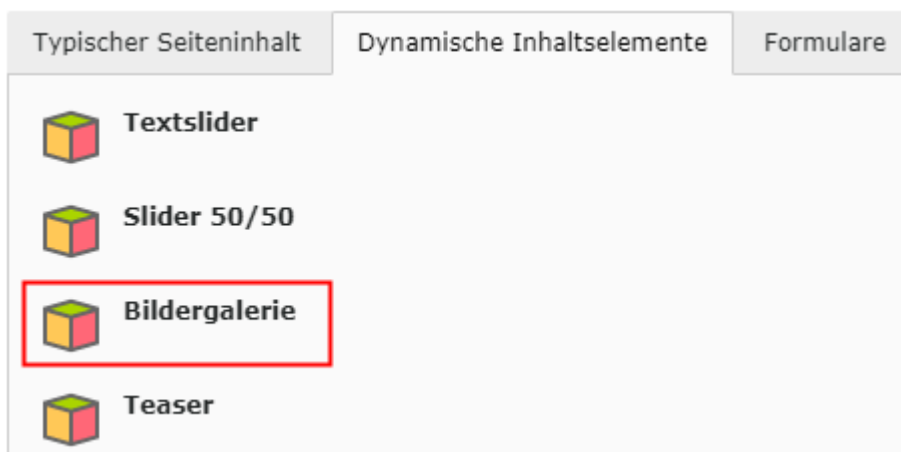 Typischer Seiteninhalt Dynamische Inhaltselemente Formulare
Textslider
Slider 50/50
Bildergalerie
Teaser